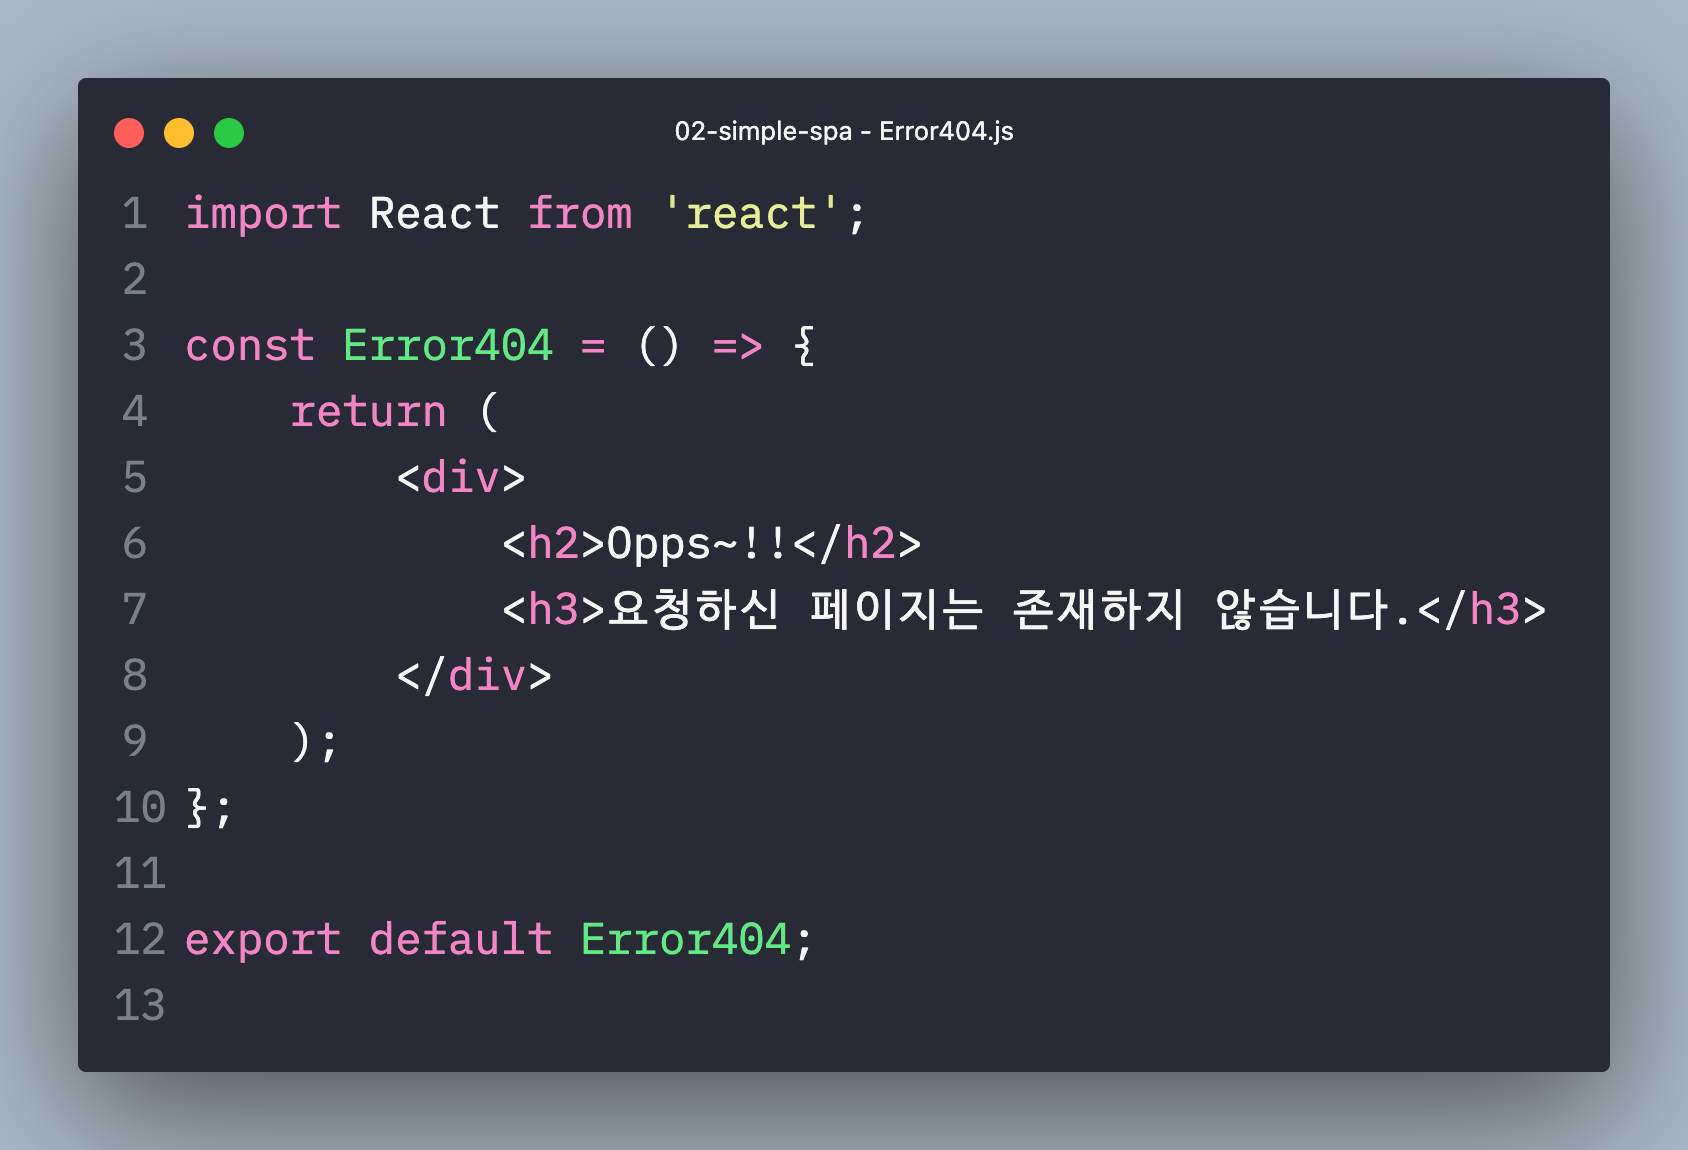 02-simple-spa - Error404.js
1 import React from 'react';
2
3 const Error404 = () => {
4     return (
5         <div>
6             <h2>Opps~!!</h2>
7             <h3>요청하신 페이지는 존재하지 않습니다.</h3>
8         </div>
9     );
10 };
11
12 export default Error404;
13